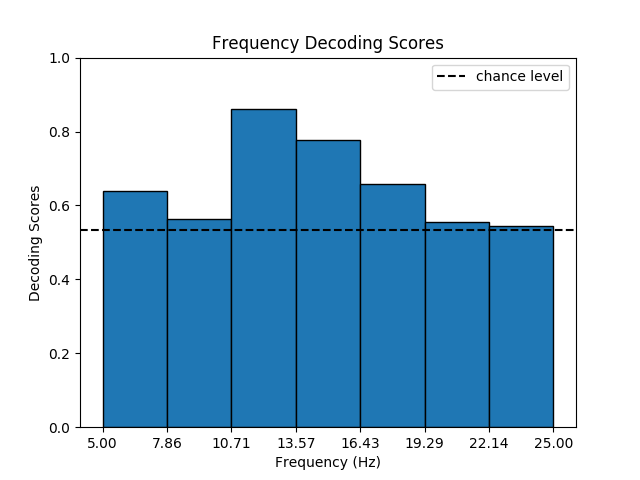 Frequency Decoding Scores
chance level
1.0
0.8
0.6
0.4
0.2
0.0
Decoding Scores
5.00 7.86 10.71 13.57 16.43 19.29 22.14 25.00
Frequency (Hz)